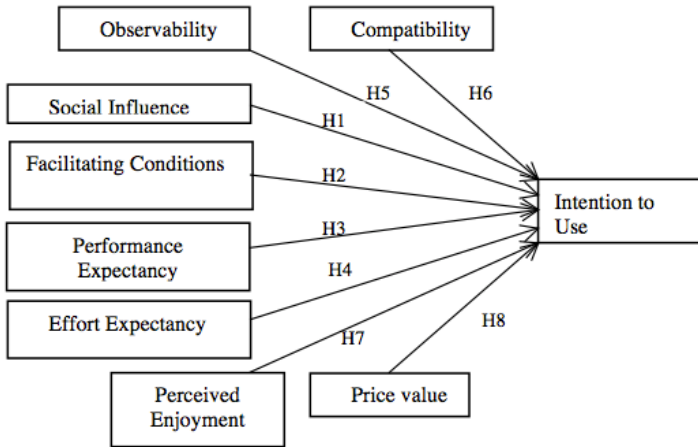 Observability
Compatibility
H5
H6
Social Influence
H1
Facilitating Conditions
H2
Intention to
Use
Performance
Expectancy
H3
H4
Effort Expectancy
H7
H8
Perceived
Enjoyment
Price value